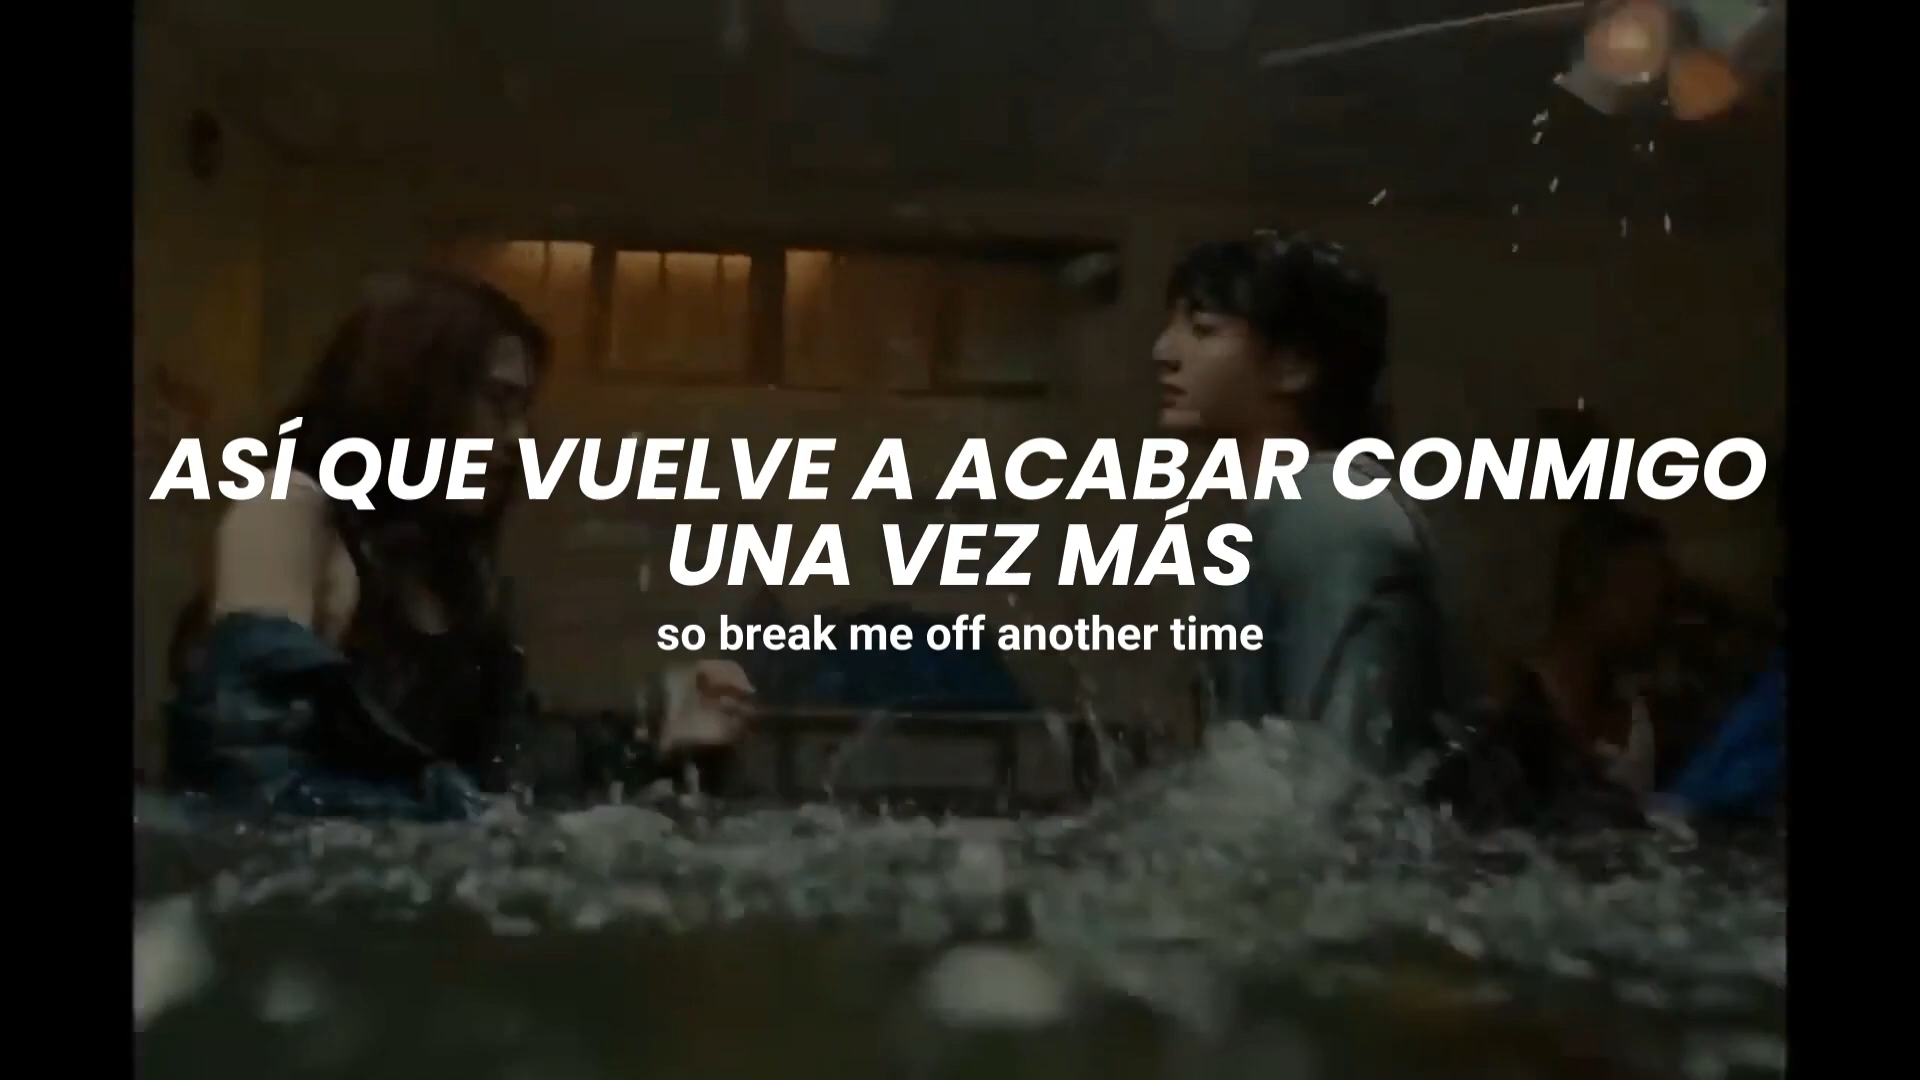 ASÍ QUE VUELVE A ACABAR CONMIGO
UNA VEZ MÁS
so break me off another time